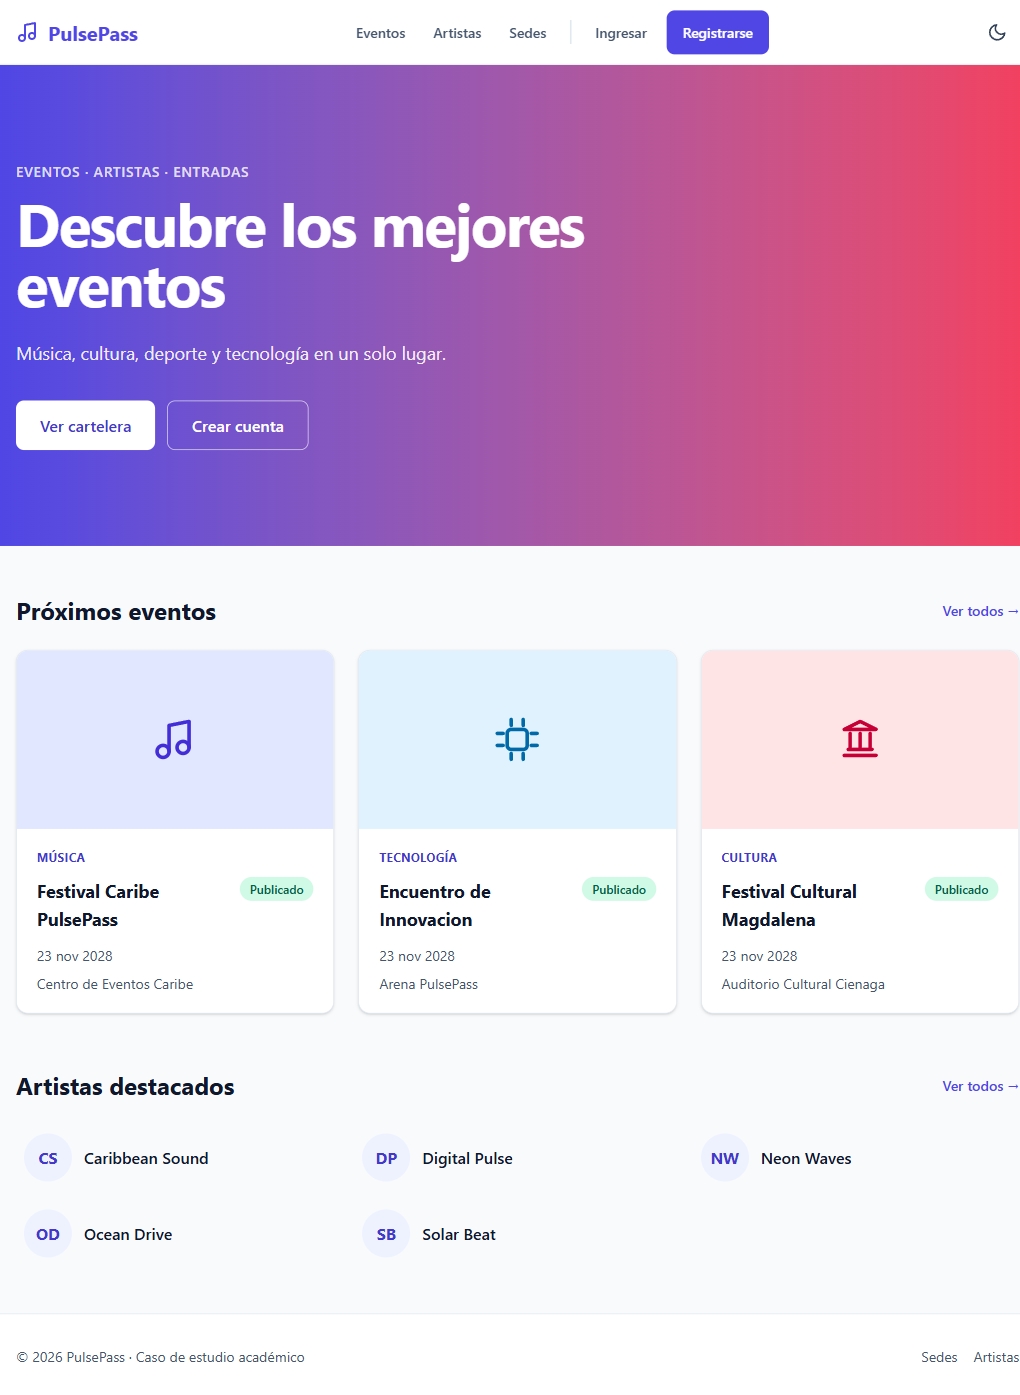 PulsePass
Eventos
Artistas
Sedes
Ingresar
Registrarse
EVENTOS · ARTISTAS · ENTRADAS
Descubre los mejores
eventos
Música, cultura, deporte y tecnología en un solo lugar.
Ver cartelera
Crear cuenta
Próximos eventos
Ver todos →
MÚSICA
Festival Caribe
PulsePass
Publicado
23 nov 2028
Centro de Eventos Caribe
TECNOLOGÍA
Encuentro de
Innovacion
Publicado
23 nov 2028
Arena PulsePass
CULTURA
Festival Cultural
Magdalena
Publicado
23 nov 2028
Auditorio Cultural Cienaga
Artistas destacados
Ver todos →
CS
Caribbean Sound
DP
Digital Pulse
NW
Neon Waves
OD
Ocean Drive
SB
Solar Beat
© 2026 PulsePass · Caso de estudio académico
Sedes
Artistas